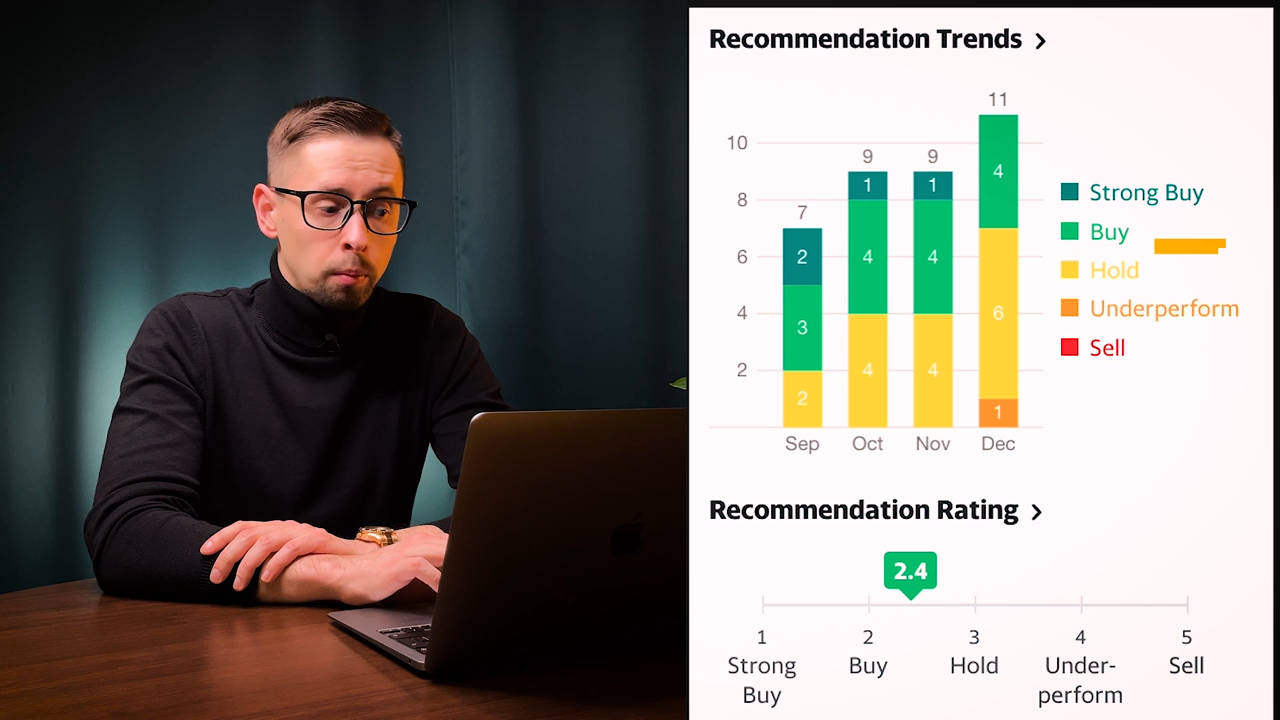 Recommendation Trends >
11
10
9
9
4
1
1
Strong Buy
8
7
Buy
6
2
4
4
Hold
4
3
6
Underperform
2
4
4
Sell
2
1
Sep Oct Nov Dec
Recommendation Rating >
2.4
1 2 3 4 5
Strong Buy Hold Under- Sell
Buy perform